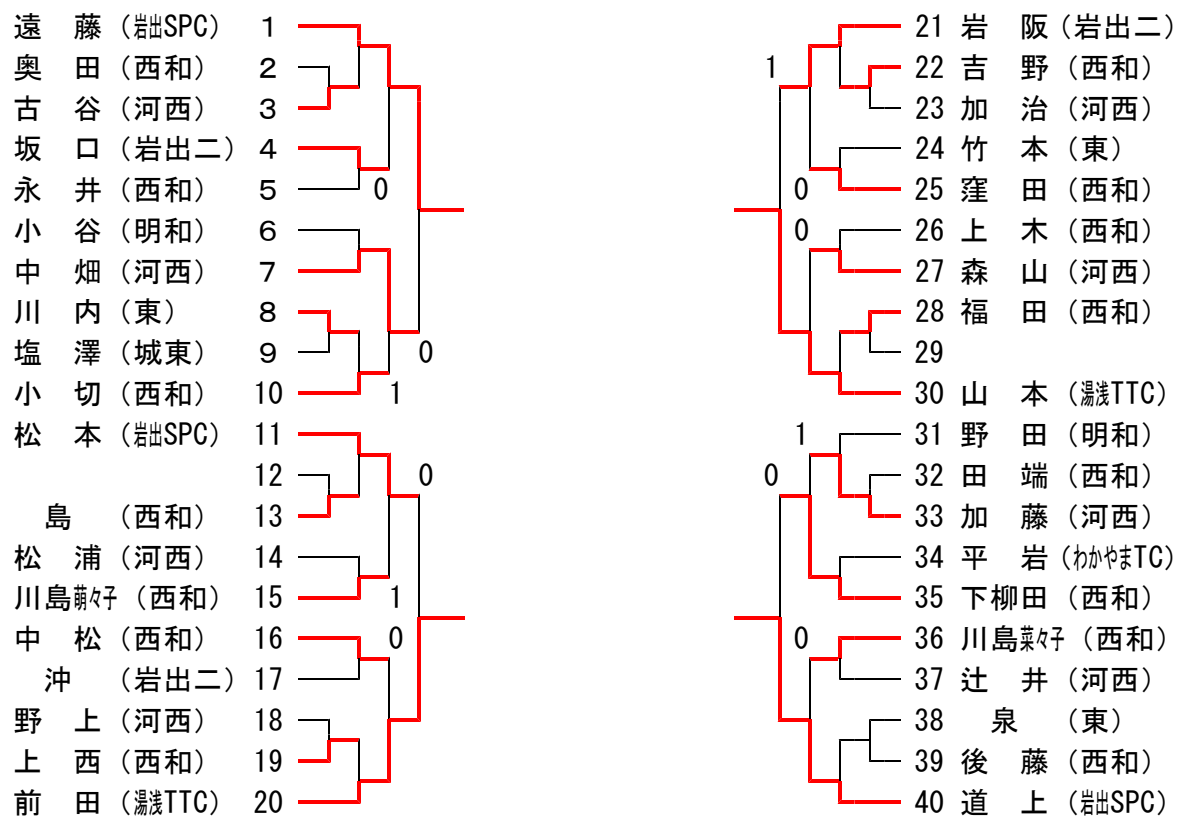 遠　藤（岩出SPC） 1
奥　田（西和） 2
古　谷（河西） 3
坂　口（岩出二） 4
永　井（西和） 5
0
小　谷（明和） 6
中　畑（河西） 7
川　内（東） 8
塩　澤（城東） 9
0
小　切（西和） 10
1
松　本（岩出SPC） 11
12
0
島　（西和） 13
松　浦（河西） 14
川島萌々子（西和） 15
1
中　松（西和） 16
0
沖　（岩出二） 17
野　上（河西） 18
上　西（西和） 19
前　田（湯浅TTC） 20
21 岩　阪（岩出二）
1
22 吉　野（西和）
23 加　治（河西）
24 竹　本（東）
0
25 窪　田（西和）
0
26 上　木（西和）
27 森　山（河西）
28 福　田（西和）
29
30 山　本（湯浅TTC）
1
31 野　田（明和）
0
32 田　端（西和）
33 加　藤（河西）
34 平　岩（わかやまTC）
35 下柳田（西和）
0
36 川島菜々子（西和）
37 辻　井（河西）
38 泉　（東）
39 後　藤（西和）
40 道　上（岩出SPC）